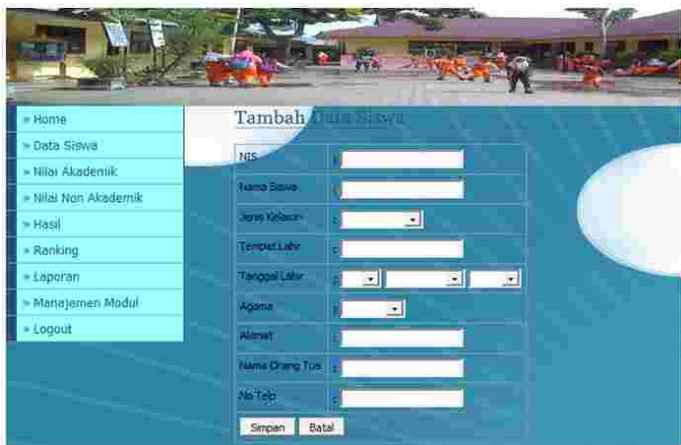 » Home
» Data Siswa
» Nilai Akademik
» Nilai Non Akademik
» Hasil
» Ranking
» Laporan
» Manajemen Modul
» Logout
Tambah Data Siswa
NIS :
Nama Siswa :
Jenis Kelamin :
Tempat Lahir :
Tanggal Lahir :
Agama :
Alamat :
Nama Orang Tua :
No Telp :
Simpan Batal